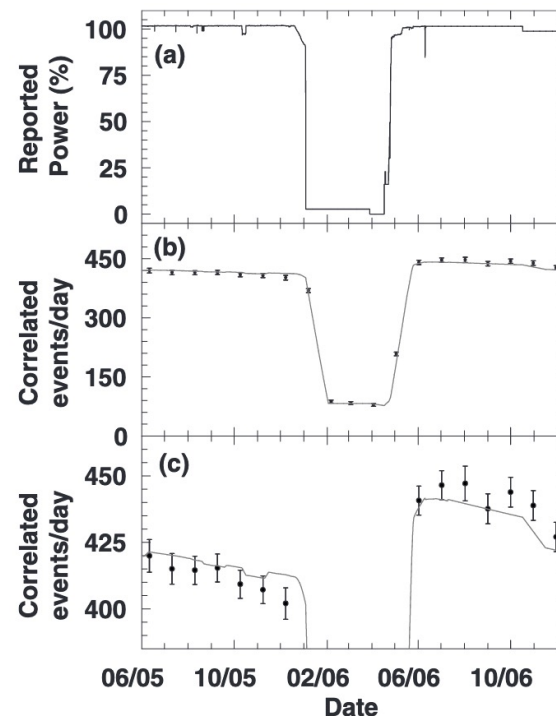 (a)
Reported
Power (%)
100
75
50
25
0
(b)
Correlated
events/day
450
300
150
0
(c)
Correlated
events/day
450
425
400
06/05 10/05 02/06 06/06 10/06
Date